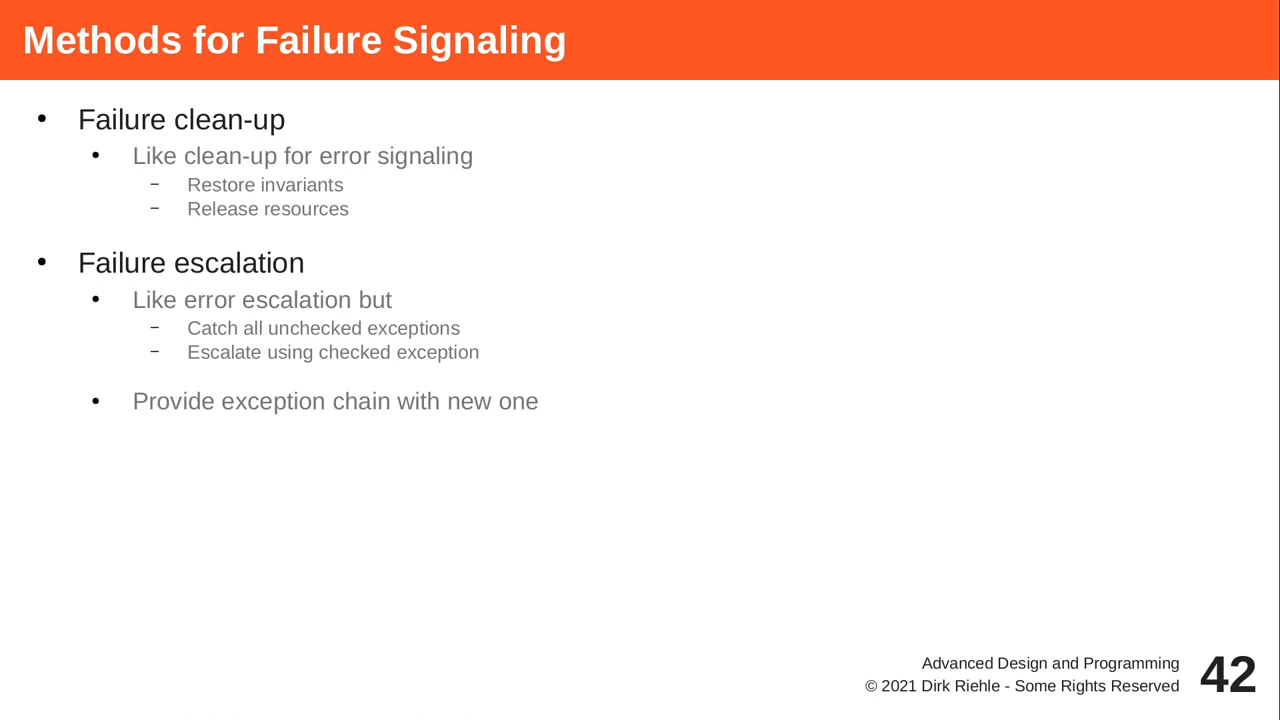 Methods for Failure Signaling
• Failure clean-up
• Like clean-up for error signaling
– Restore invariants
– Release resources
• Failure escalation
• Like error escalation but
– Catch all unchecked exceptions
– Escalate using checked exception
• Provide exception chain with new one
Advanced Design and Programming
© 2021 Dirk Riehle - Some Rights Reserved
42